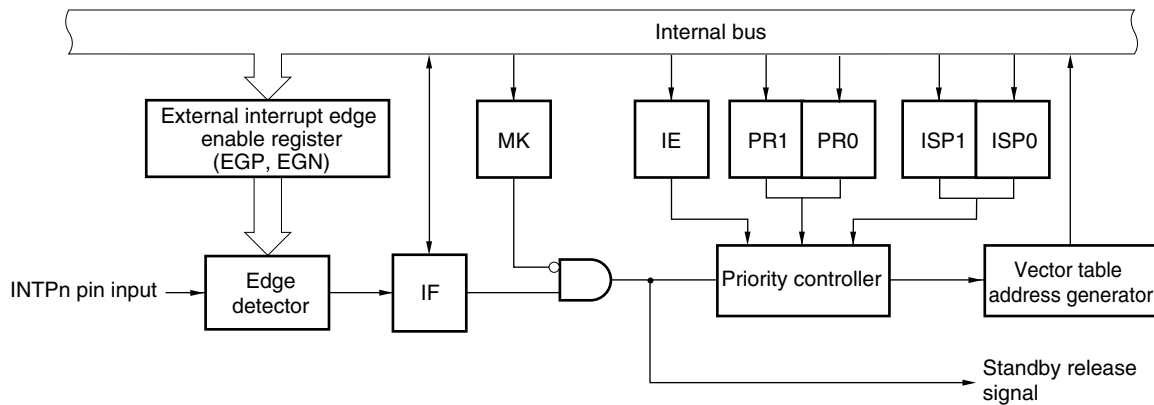 Internal bus
External interrupt edge
enable register
(EGP, EGN)
MK
IE
PR1
PR0
ISP1
ISP0
INTPn pin input
Edge
detector
IF
Priority controller
Vector table
address generator
Standby release
signal